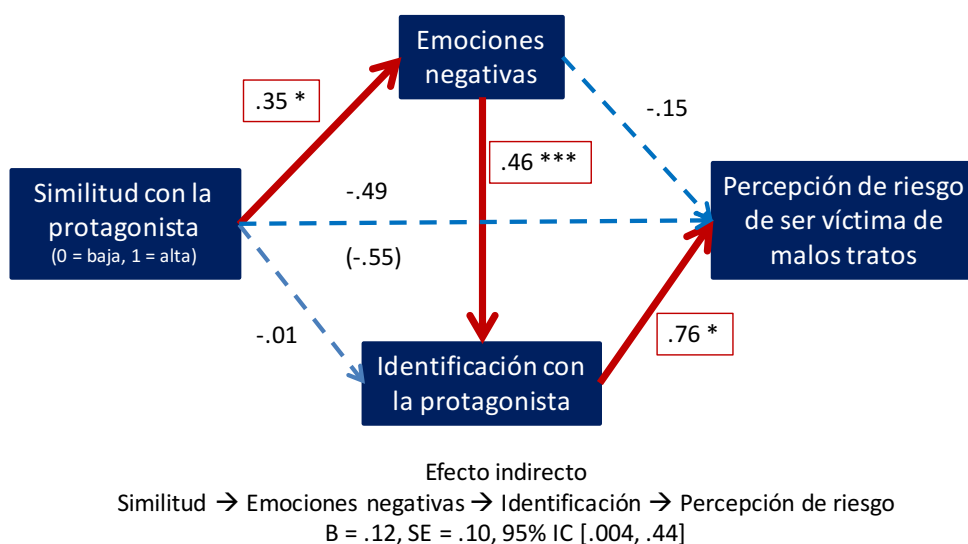 Emociones
negativas
.35 *
-.15
.46 ***
Similitud con la
protagonista
(0 = baja, 1 = alta)
-.49
(-.55)
Percepción de riesgo
de ser víctima de
malos tratos
-.01
.76 *
Identificación con
la protagonista
Efecto indirecto
Similitud → Emociones negativas → Identificación → Percepción de riesgo
B = .12, SE = .10, 95% IC [.004, .44]